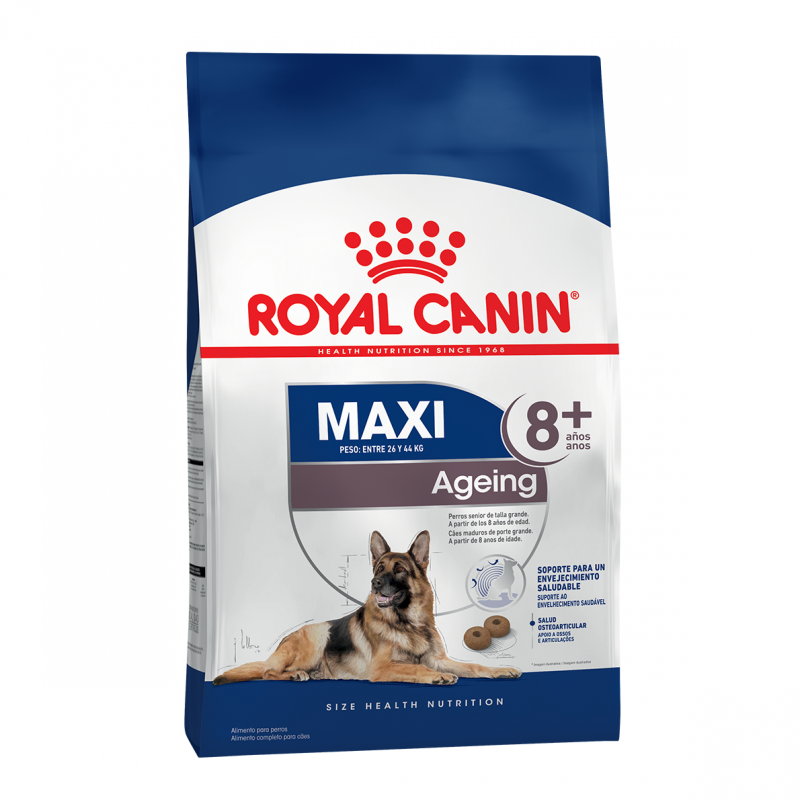 ROYAL CANIN®
HEALTH NUTRITION SINCE 1968
MAXI
PESO: ENTRE 26 Y 44 KG
8+
años
anos
Ageing
Perros senior de talla grande.
A partir de los 8 años de edad.
Cães maduros de porte grande.
A partir de 8 anos de idade.
SOPORTE PARA UN
ENVEJECIMIENTO
SALUDABLE
SUPORTE AO
ENVELHECIMENTO SAUDÁVEL
SALUD
OSTEOARTICULAR
APOIO A OSSOS
E ARTICULAÇÕES
SIZE HEALTH NUTRITION
Alimento para perros
Alimento completo para cães